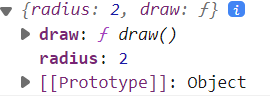 ▼ {radius: 2, draw: ƒ} i
▶ draw: ƒ draw()
radius: 2
▶ [[Prototype]]: Object